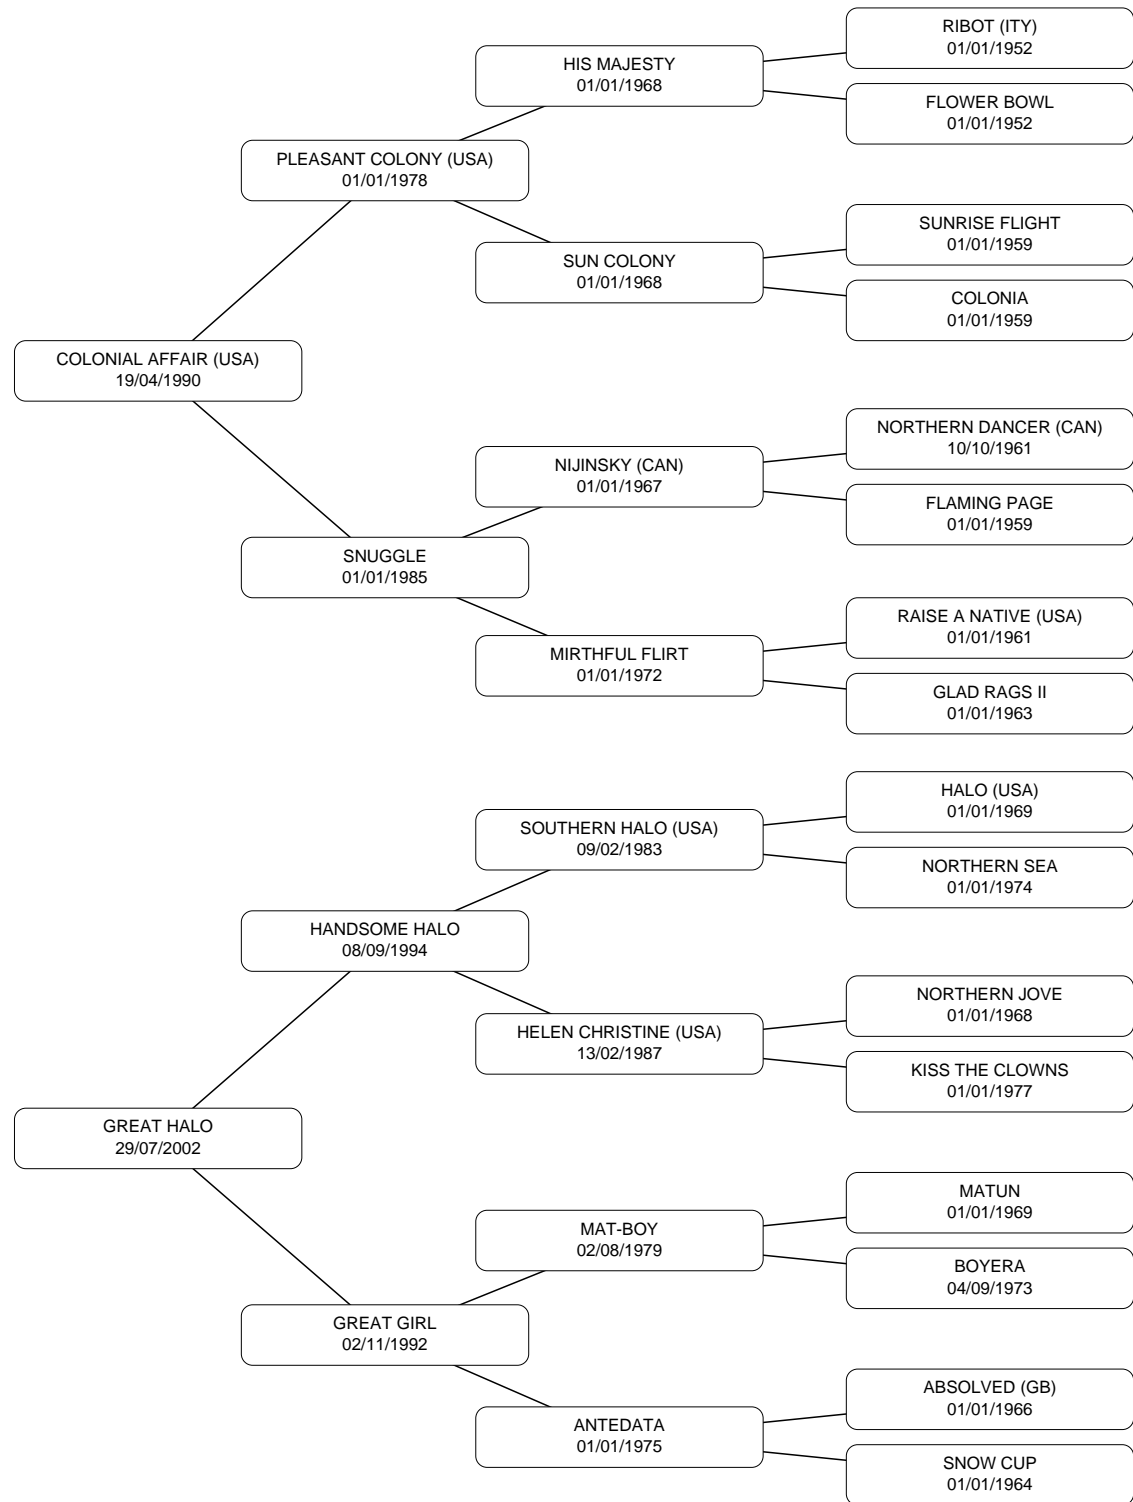 RIBOT (ITY)
01/01/1952
HIS MAJESTY
01/01/1968
FLOWER BOWL
01/01/1952
PLEASANT COLONY (USA)
01/01/1978
SUNRISE FLIGHT
01/01/1959
SUN COLONY
01/01/1968
COLONIA
01/01/1959
COLONIAL AFFAIR (USA)
19/04/1990
NORTHERN DANCER (CAN)
10/10/1961
NIJINSKY (CAN)
01/01/1967
FLAMING PAGE
01/01/1959
SNUGGLE
01/01/1985
RAISE A NATIVE (USA)
01/01/1961
MIRTHFUL FLIRT
01/01/1972
GLAD RAGS II
01/01/1963
HALO (USA)
01/01/1969
SOUTHERN HALO (USA)
09/02/1983
NORTHERN SEA
01/01/1974
HANDSOME HALO
08/09/1994
NORTHERN JOVE
01/01/1968
HELEN CHRISTINE (USA)
13/02/1987
KISS THE CLOWNS
01/01/1977
GREAT HALO
29/07/2002
MATUN
01/01/1969
MAT-BOY
02/08/1979
BOYERA
04/09/1973
GREAT GIRL
02/11/1992
ABSOLVED (GB)
01/01/1966
ANTEDATA
01/01/1975
SNOW CUP
01/01/1964